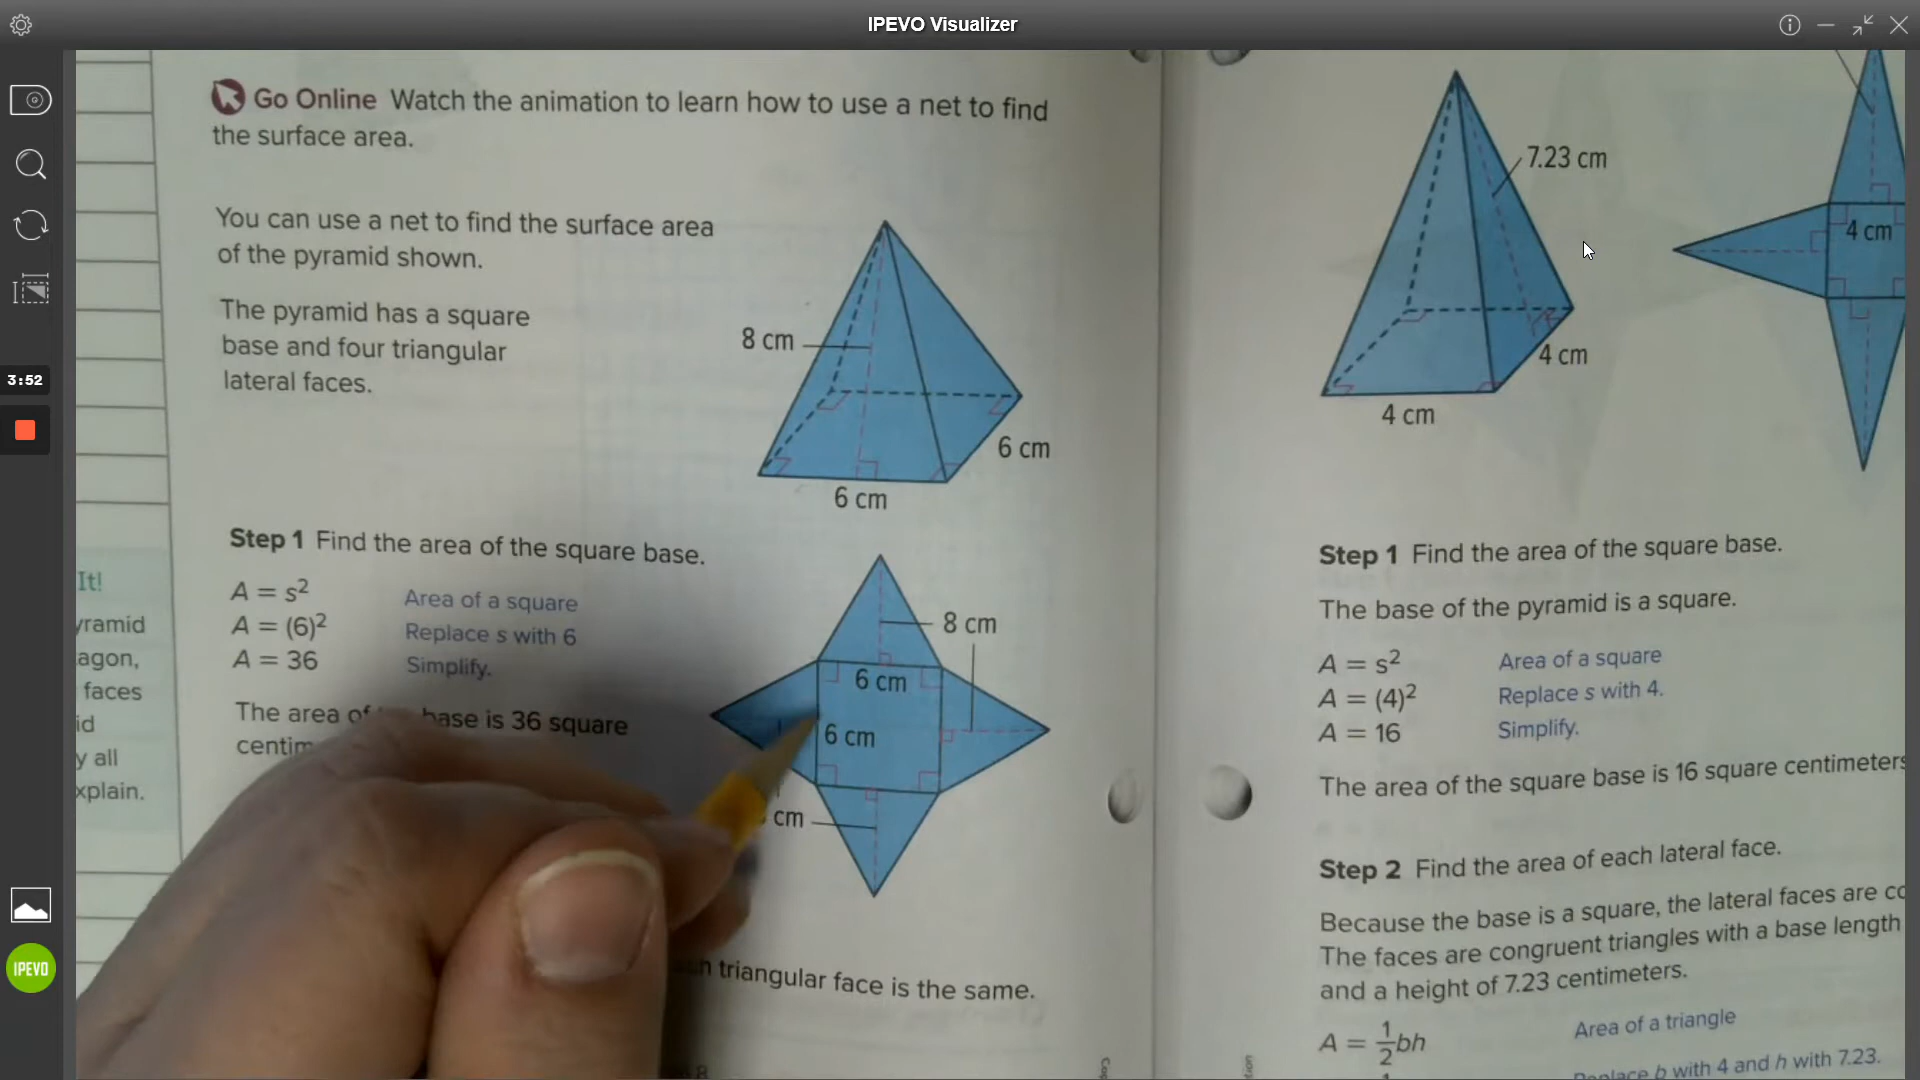 IPEVO Visualizer
3:52
IPEVO
Go Online Watch the animation to learn how to use a net to find
the surface area.
You can use a net to find the surface area
of the pyramid shown.
The pyramid has a square
base and four triangular
lateral faces.
8 cm
6 cm
6 cm
Step 1 Find the area of the square base.
A = s² Area of a square
A = (6)² Replace s with 6
A = 36 Simplify.
The area of base is 36 square
8 cm
6 cm
6 cm
cm
triangular face is the same.
It!
faces
y all
7.23 cm
4 cm
4 cm
4 cm
Step 1 Find the area of the square base.
The base of the pyramid is a square.
A = s² Area of a square
A = (4)² Replace s with 4.
A = 16 Simplify.
The area of the square base is 16 square centimeters
Step 2 Find the area of each lateral face.
Because the base is a square, the lateral faces are
The faces are congruent triangles with a base length
and a height of 7.23 centimeters.
A = 1/2 bh Area of a triangle
Replace b with 4 and h with 7.23.